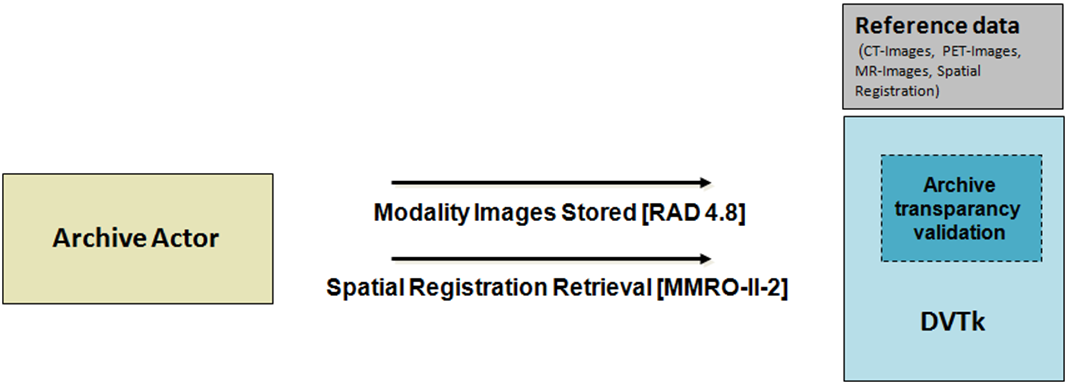 Reference data
(CT-Images, PET-Images,
MR-Images, Spatial
Registration)
Archive Actor
Modality Images Stored [RAD 4.8]
Spatial Registration Retrieval [MMRO-II-2]
Archive
transparancy
validation
DVTk